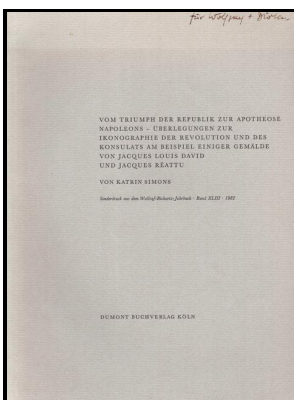 für Wolfgang +
VOM TRIUMPH DER REPUBLIK ZUR APOTHEOSE
NAPOLEONS – ÜBERLEGUNGEN ZUR
IKONOGRAPHIE DER REVOLUTION UND DES
KONSULATS AM BEISPIEL EINIGER GEMÄLDE
VON JACQUES LOUIS DAVID
UND JACQUES RÉATTU
VON KATRIN SIMONS
Sonderdruck aus dem Wallraf-Richartz-Jahrbuch · Band XLIII · 1982
DUMONT BUCHVERLAG KÖLN